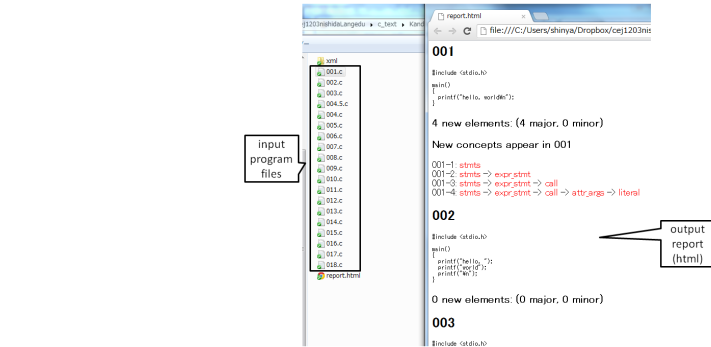 cej1203nishidaLangedu ▸ c_text ▸ Kand
xml
001.c
002.c
003.c
004.5.c
004.c
005.c
006.c
007.c
008.c
009.c
010.c
011.c
012.c
013.c
014.c
015.c
016.c
017.c
018.c
report.html
input
program
files
report.html
file:///C:/Users/shinya/Dropbox/cej1203nis
001
#include <stdio.h>
main()
{
printf("hello, world¥n");
}
4 new elements: (4 major, 0 minor)
New concepts appear in 001
001-1: stmts
001-2: stmts -> expr_stmt
001-3: stmts -> expr_stmt -> call
001-4: stmts -> expr_stmt -> call -> attr_args -> literal
002
#include <stdio.h>
main()
{
printf("hello, ");
printf("world");
printf("¥n");
}
0 new elements: (0 major, 0 minor)
003
#include <stdio.h>
output
report
(html)